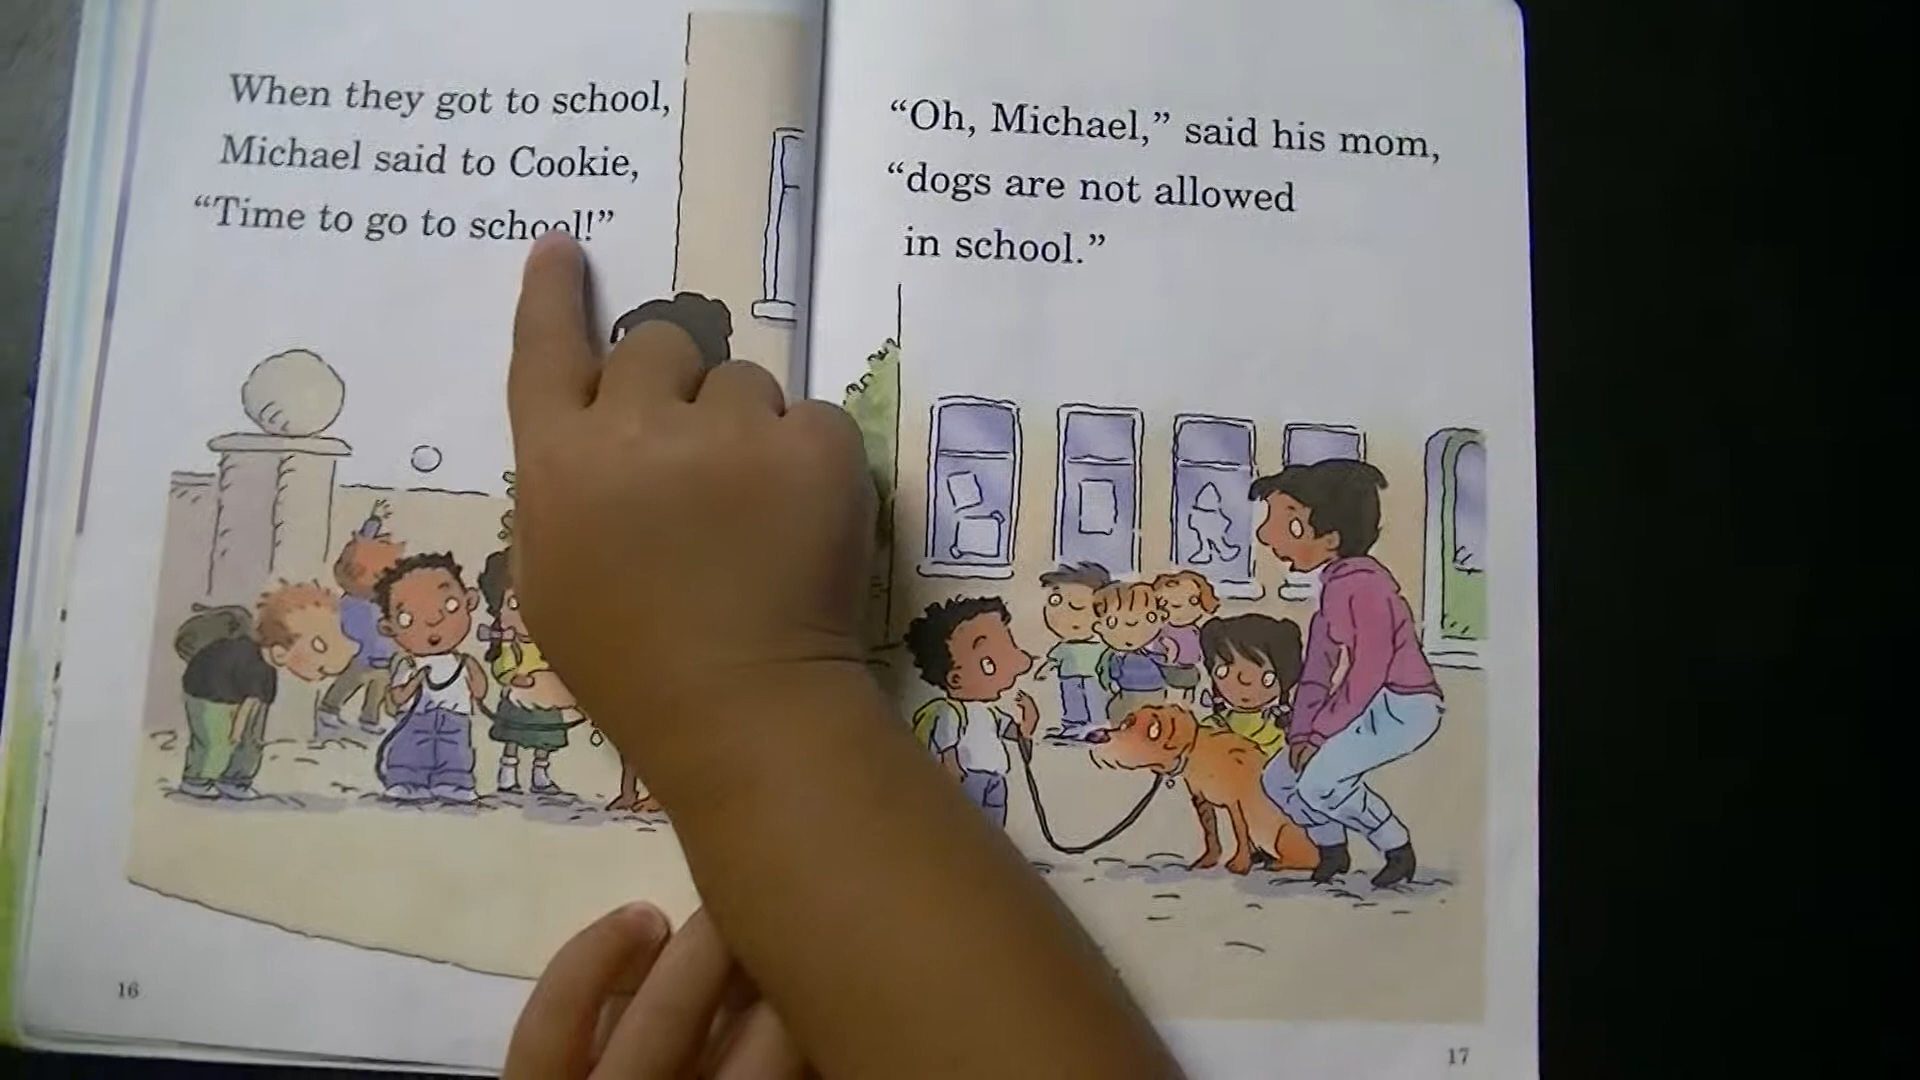 When they got to school,
Michael said to Cookie,
“Time to go to school!”
16
“Oh, Michael,” said his mom,
“dogs are not allowed
in school.”
17